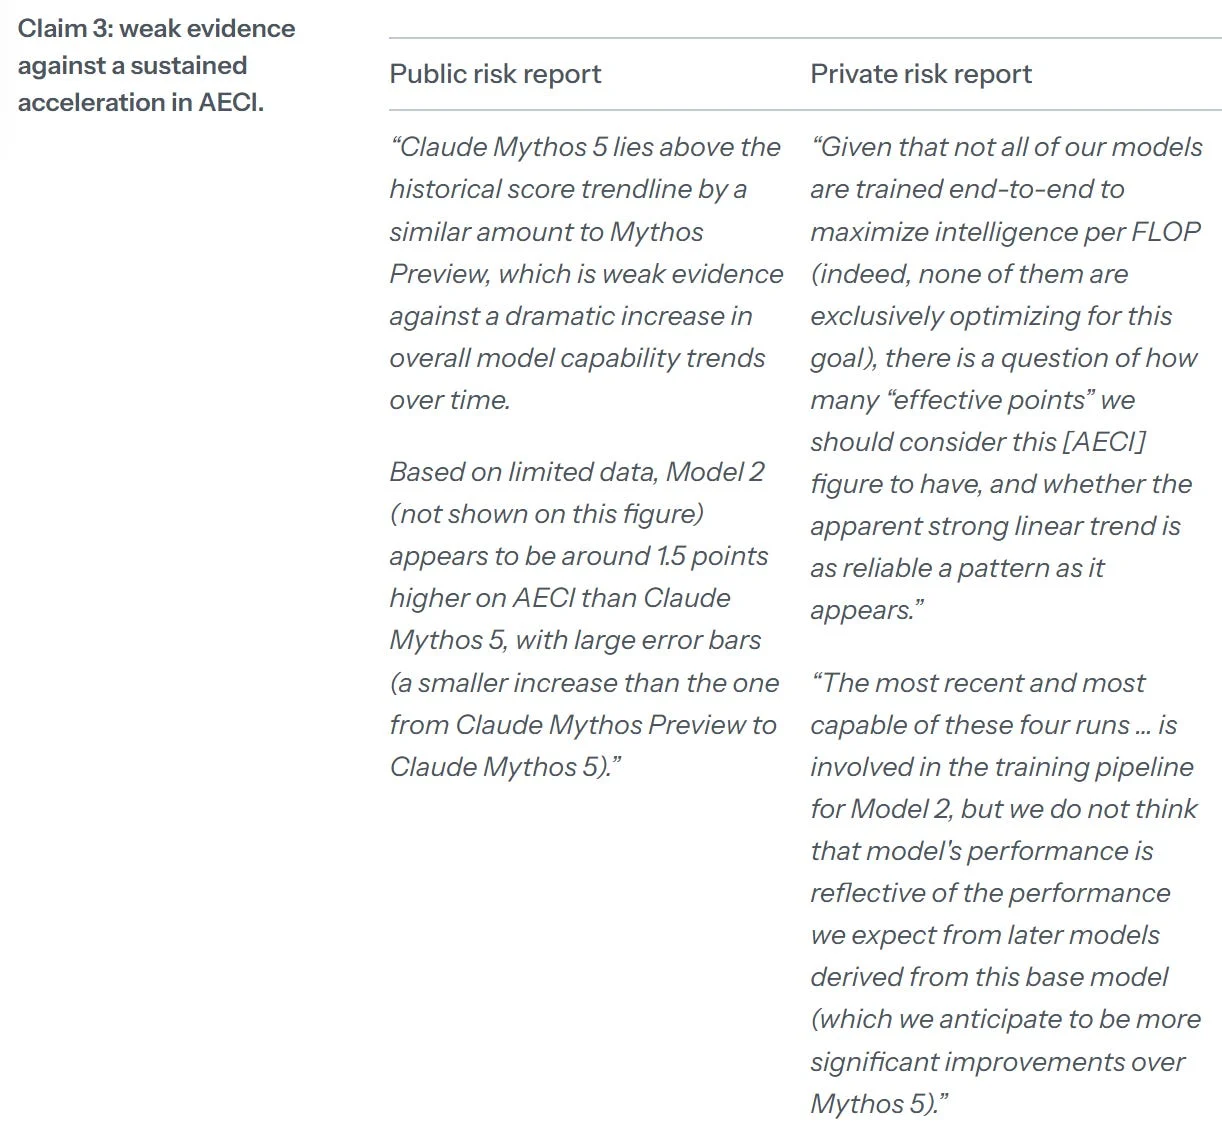 Claim 3: weak evidence
against a sustained
acceleration in AECI.
Public risk report
“Claude Mythos 5 lies above the
historical score trendline by a
similar amount to Mythos
Preview, which is weak evidence
against a dramatic increase in
overall model capability trends
over time.
Based on limited data, Model 2
(not shown on this figure)
appears to be around 1.5 points
higher on AECI than Claude
Mythos 5, with large error bars
(a smaller increase than the one
from Claude Mythos Preview to
Claude Mythos 5).”
Private risk report
“Given that not all of our models
are trained end-to-end to
maximize intelligence per FLOP
(indeed, none of them are
exclusively optimizing for this
goal), there is a question of how
many “effective points” we
should consider this [AECI]
figure to have, and whether the
apparent strong linear trend is
as reliable a pattern as it
appears.”
“The most recent and most
capable of these four runs ... is
involved in the training pipeline
for Model 2, but we do not think
that model's performance is
reflective of the performance
we expect from later models
derived from this base model
(which we anticipate to be more
significant improvements over
Mythos 5).”